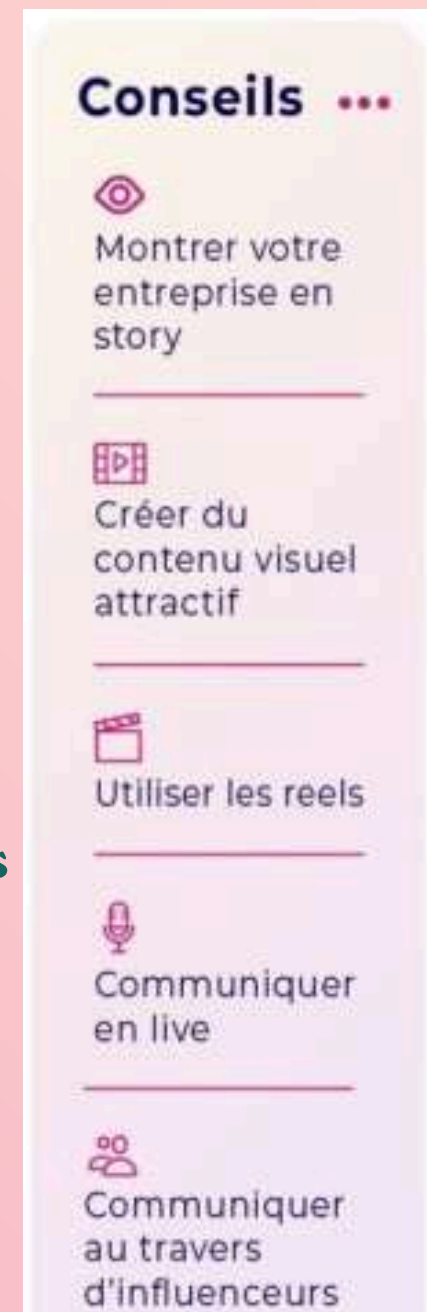 Conseils ...
Montrer votre
entreprise en
story
Créer du
contenu visuel
attractif
Utiliser les reels
s
Communiquer
en live
Communiquer
au travers
d'influenceurs